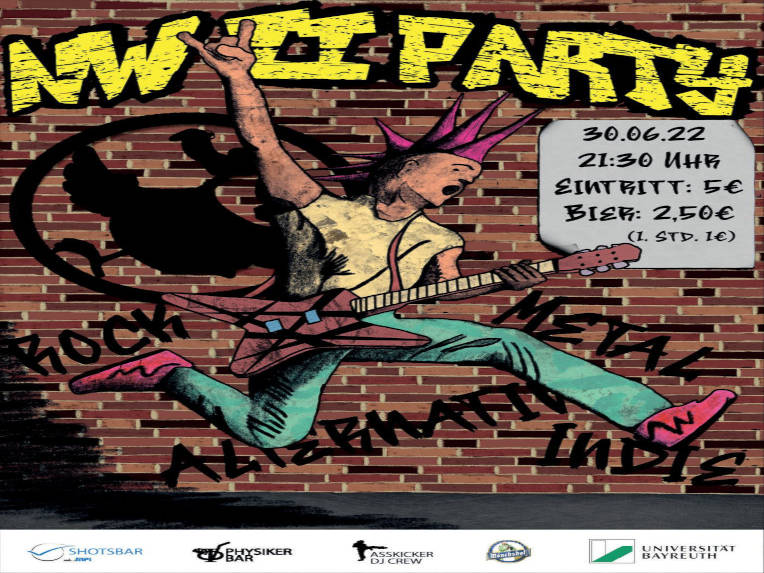 NW II PARTY
30.06.22
21:30 UHR
EINTRITT: 5€
BIER: 2,50€
(1. STD. 1€)
ROCK
METAL
ALTERNATIV
INDIE
SHOTSBAR
PHYSIKER
BAR
ASSKICKER
DJ CREW
Mönchshof
UNIVERSITÄT
BAYREUTH